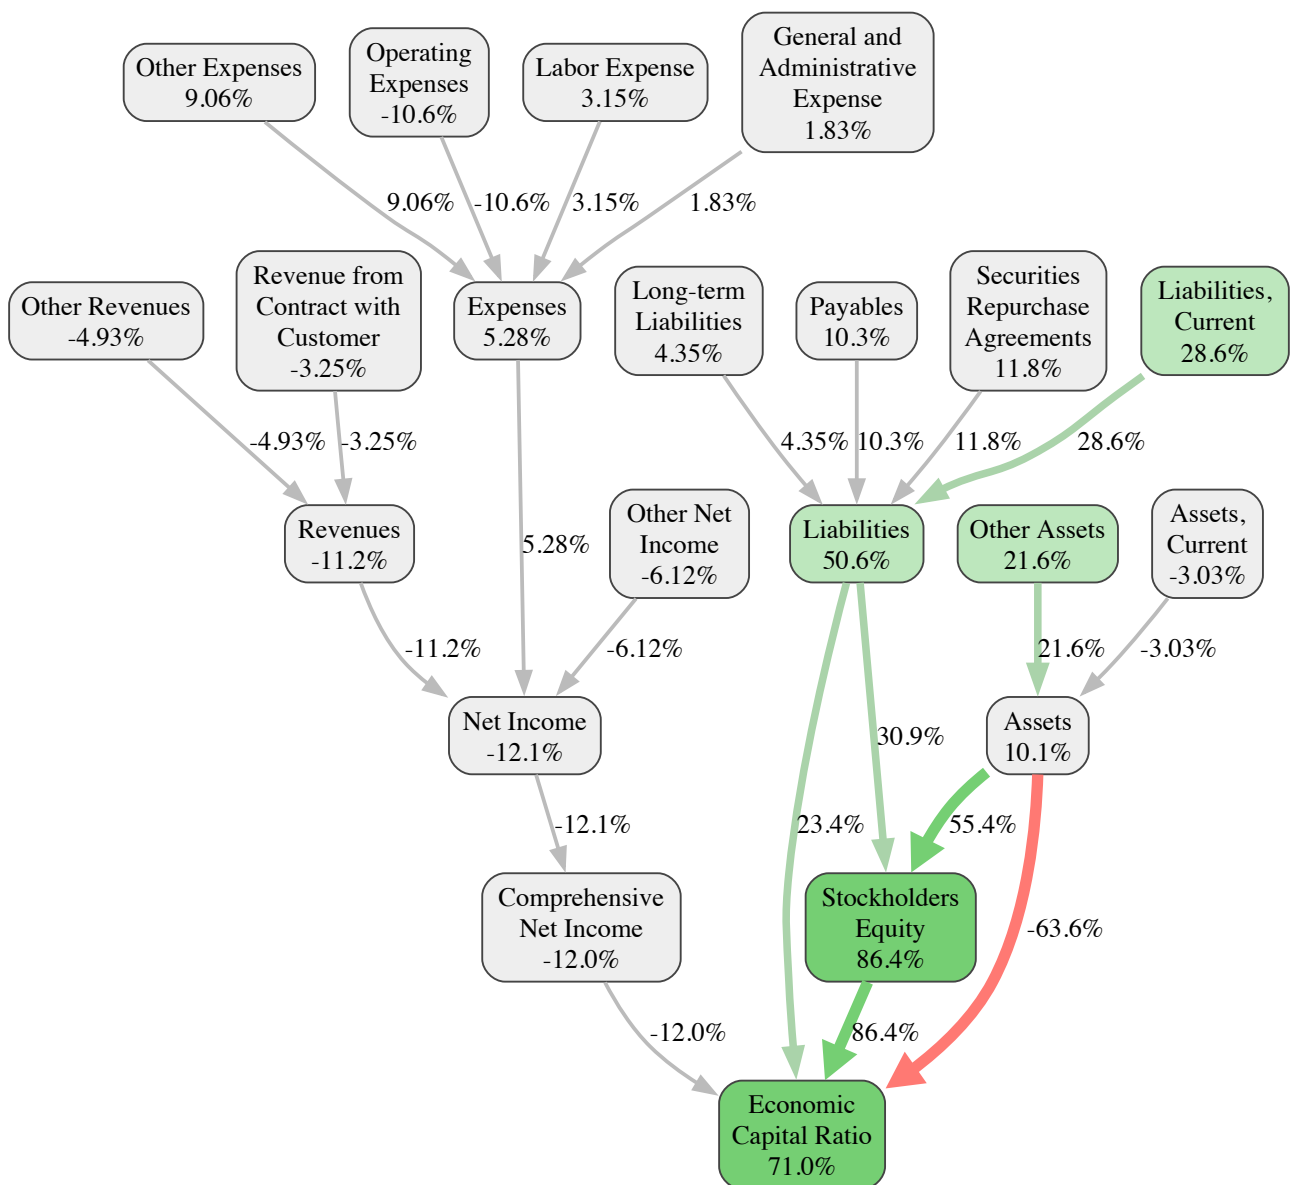 Other Expenses
9.06%
Operating
Expenses
-10.6%
Labor Expense
3.15%
General and
Administrative
Expense
1.83%
9.06%
-10.6%
3.15%
1.83%
Other Revenues
-4.93%
Revenue from
Contract with
Customer
-3.25%
Expenses
5.28%
Long-term
Liabilities
4.35%
Payables
10.3%
Securities
Repurchase
Agreements
11.8%
Liabilities,
Current
28.6%
-4.93%
-3.25%
4.35%
10.3%
11.8%
28.6%
Revenues
-11.2%
5.28%
Other Net
Income
-6.12%
Liabilities
50.6%
Other Assets
21.6%
Assets,
Current
-3.03%
-11.2%
-6.12%
21.6%
-3.03%
Net Income
-12.1%
30.9%
Assets
10.1%
-12.1%
23.4%
55.4%
Comprehensive
Net Income
-12.0%
Stockholders
Equity
86.4%
-63.6%
-12.0%
86.4%
Economic
Capital Ratio
71.0%